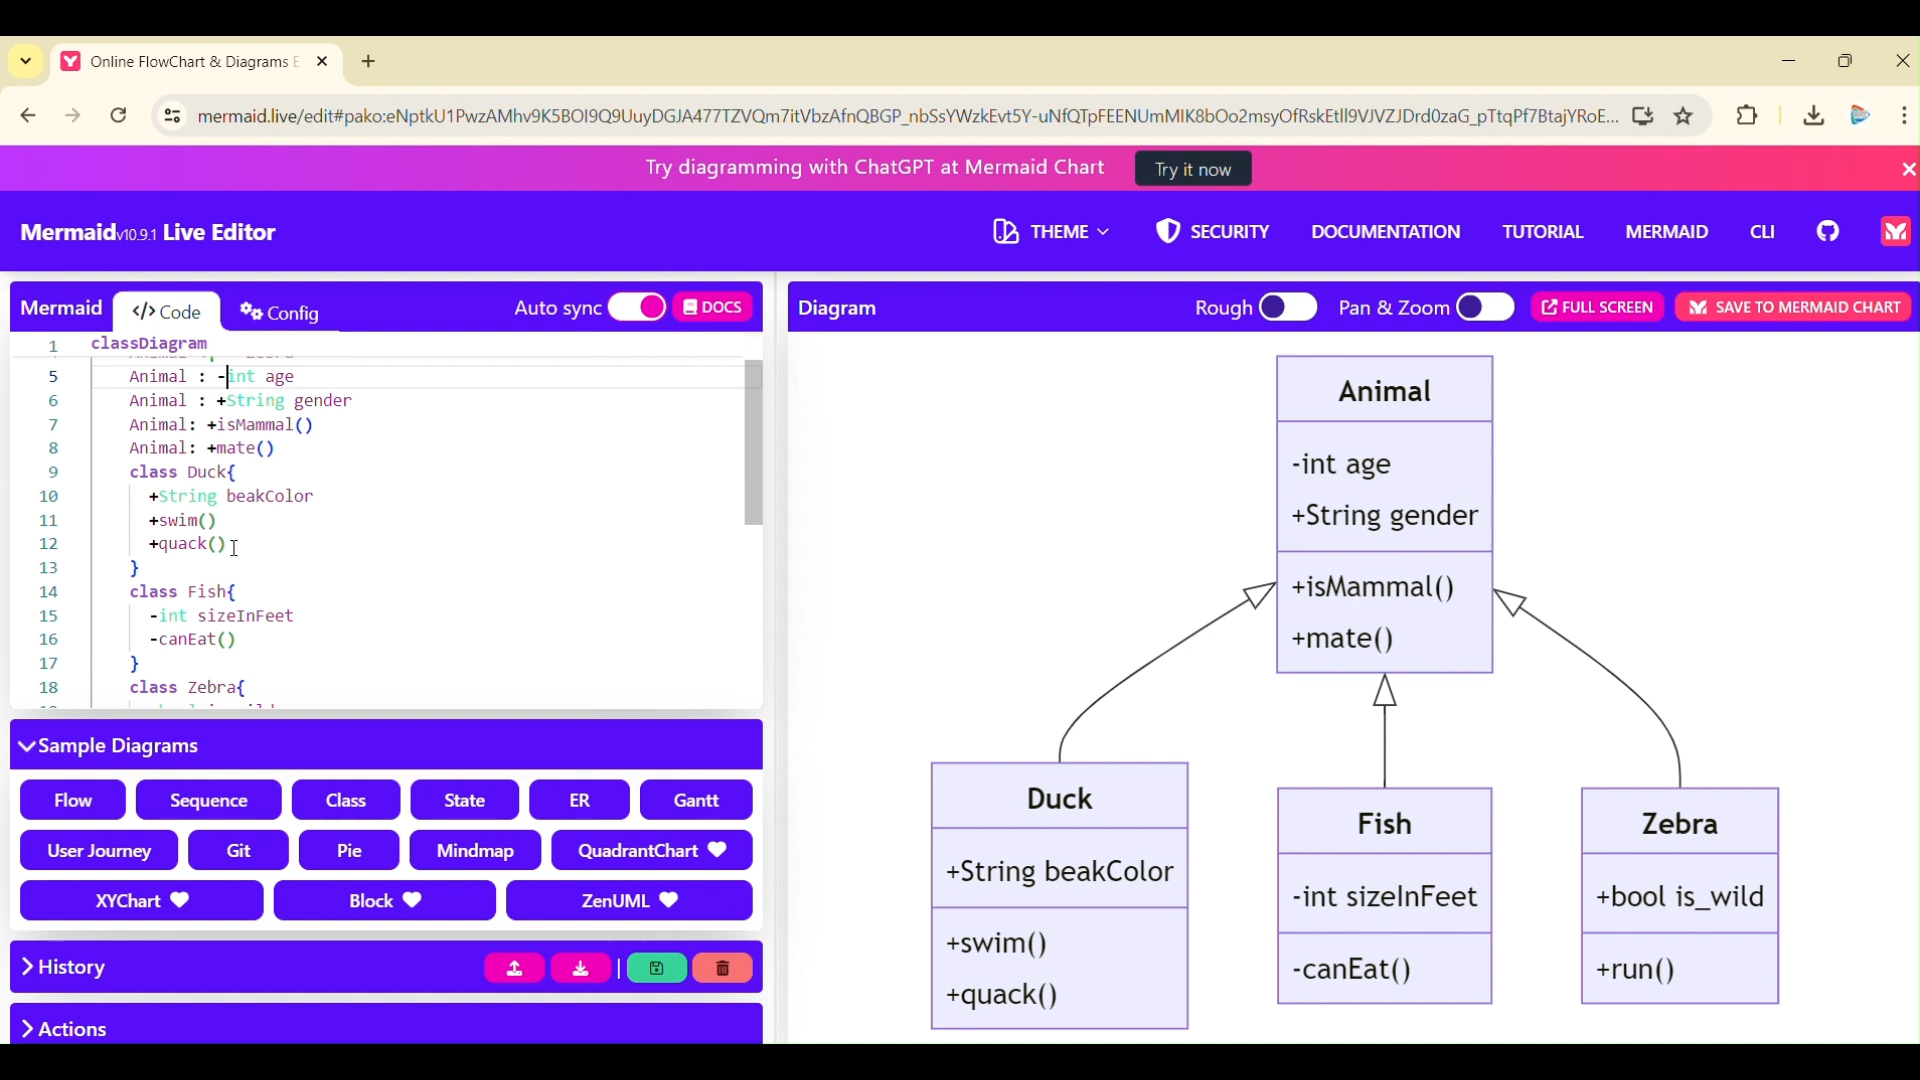 Online FlowChart & Diagrams E
mermaid.live/edit#pako:eNptkU1PwzAMhv9K5BOI9Q9UuyDGJA477TZVQm7itVbzAfnQBGP_nbSsYWzkEvt5Y-uNfQTpFEENUmMIK8bOo2msyOfRskEtll9VJVZJDrd0zaG_pTtqPf7BtajYRoE...
Try diagramming with ChatGPT at Mermaid Chart Try it now
Mermaidv10.9.1 Live Editor THEME SECURITY DOCUMENTATION TUTORIAL MERMAID CLI
Mermaid </> Code Config Auto sync DOCS
1 classDiagram
5 Animal : -int age
6 Animal : +String gender
7 Animal: +isMammal()
8 Animal: +mate()
9 class Duck{
10 +String beakColor
11 +swim()
12 +quack()
13 }
14 class Fish{
15 -int sizeInFeet
16 -canEat()
17 }
18 class Zebra{
Sample Diagrams
Flow Sequence Class State ER Gantt
User Journey Git Pie Mindmap QuadrantChart
XYChart Block ZenUML
History
Actions
Diagram Rough Pan & Zoom FULL SCREEN SAVE TO MERMAID CHART
Animal
-int age
+String gender
+isMammal()
+mate()
Duck
+String beakColor
+swim()
+quack()
Fish
-int sizeInFeet
-canEat()
Zebra
+bool is_wild
+run()